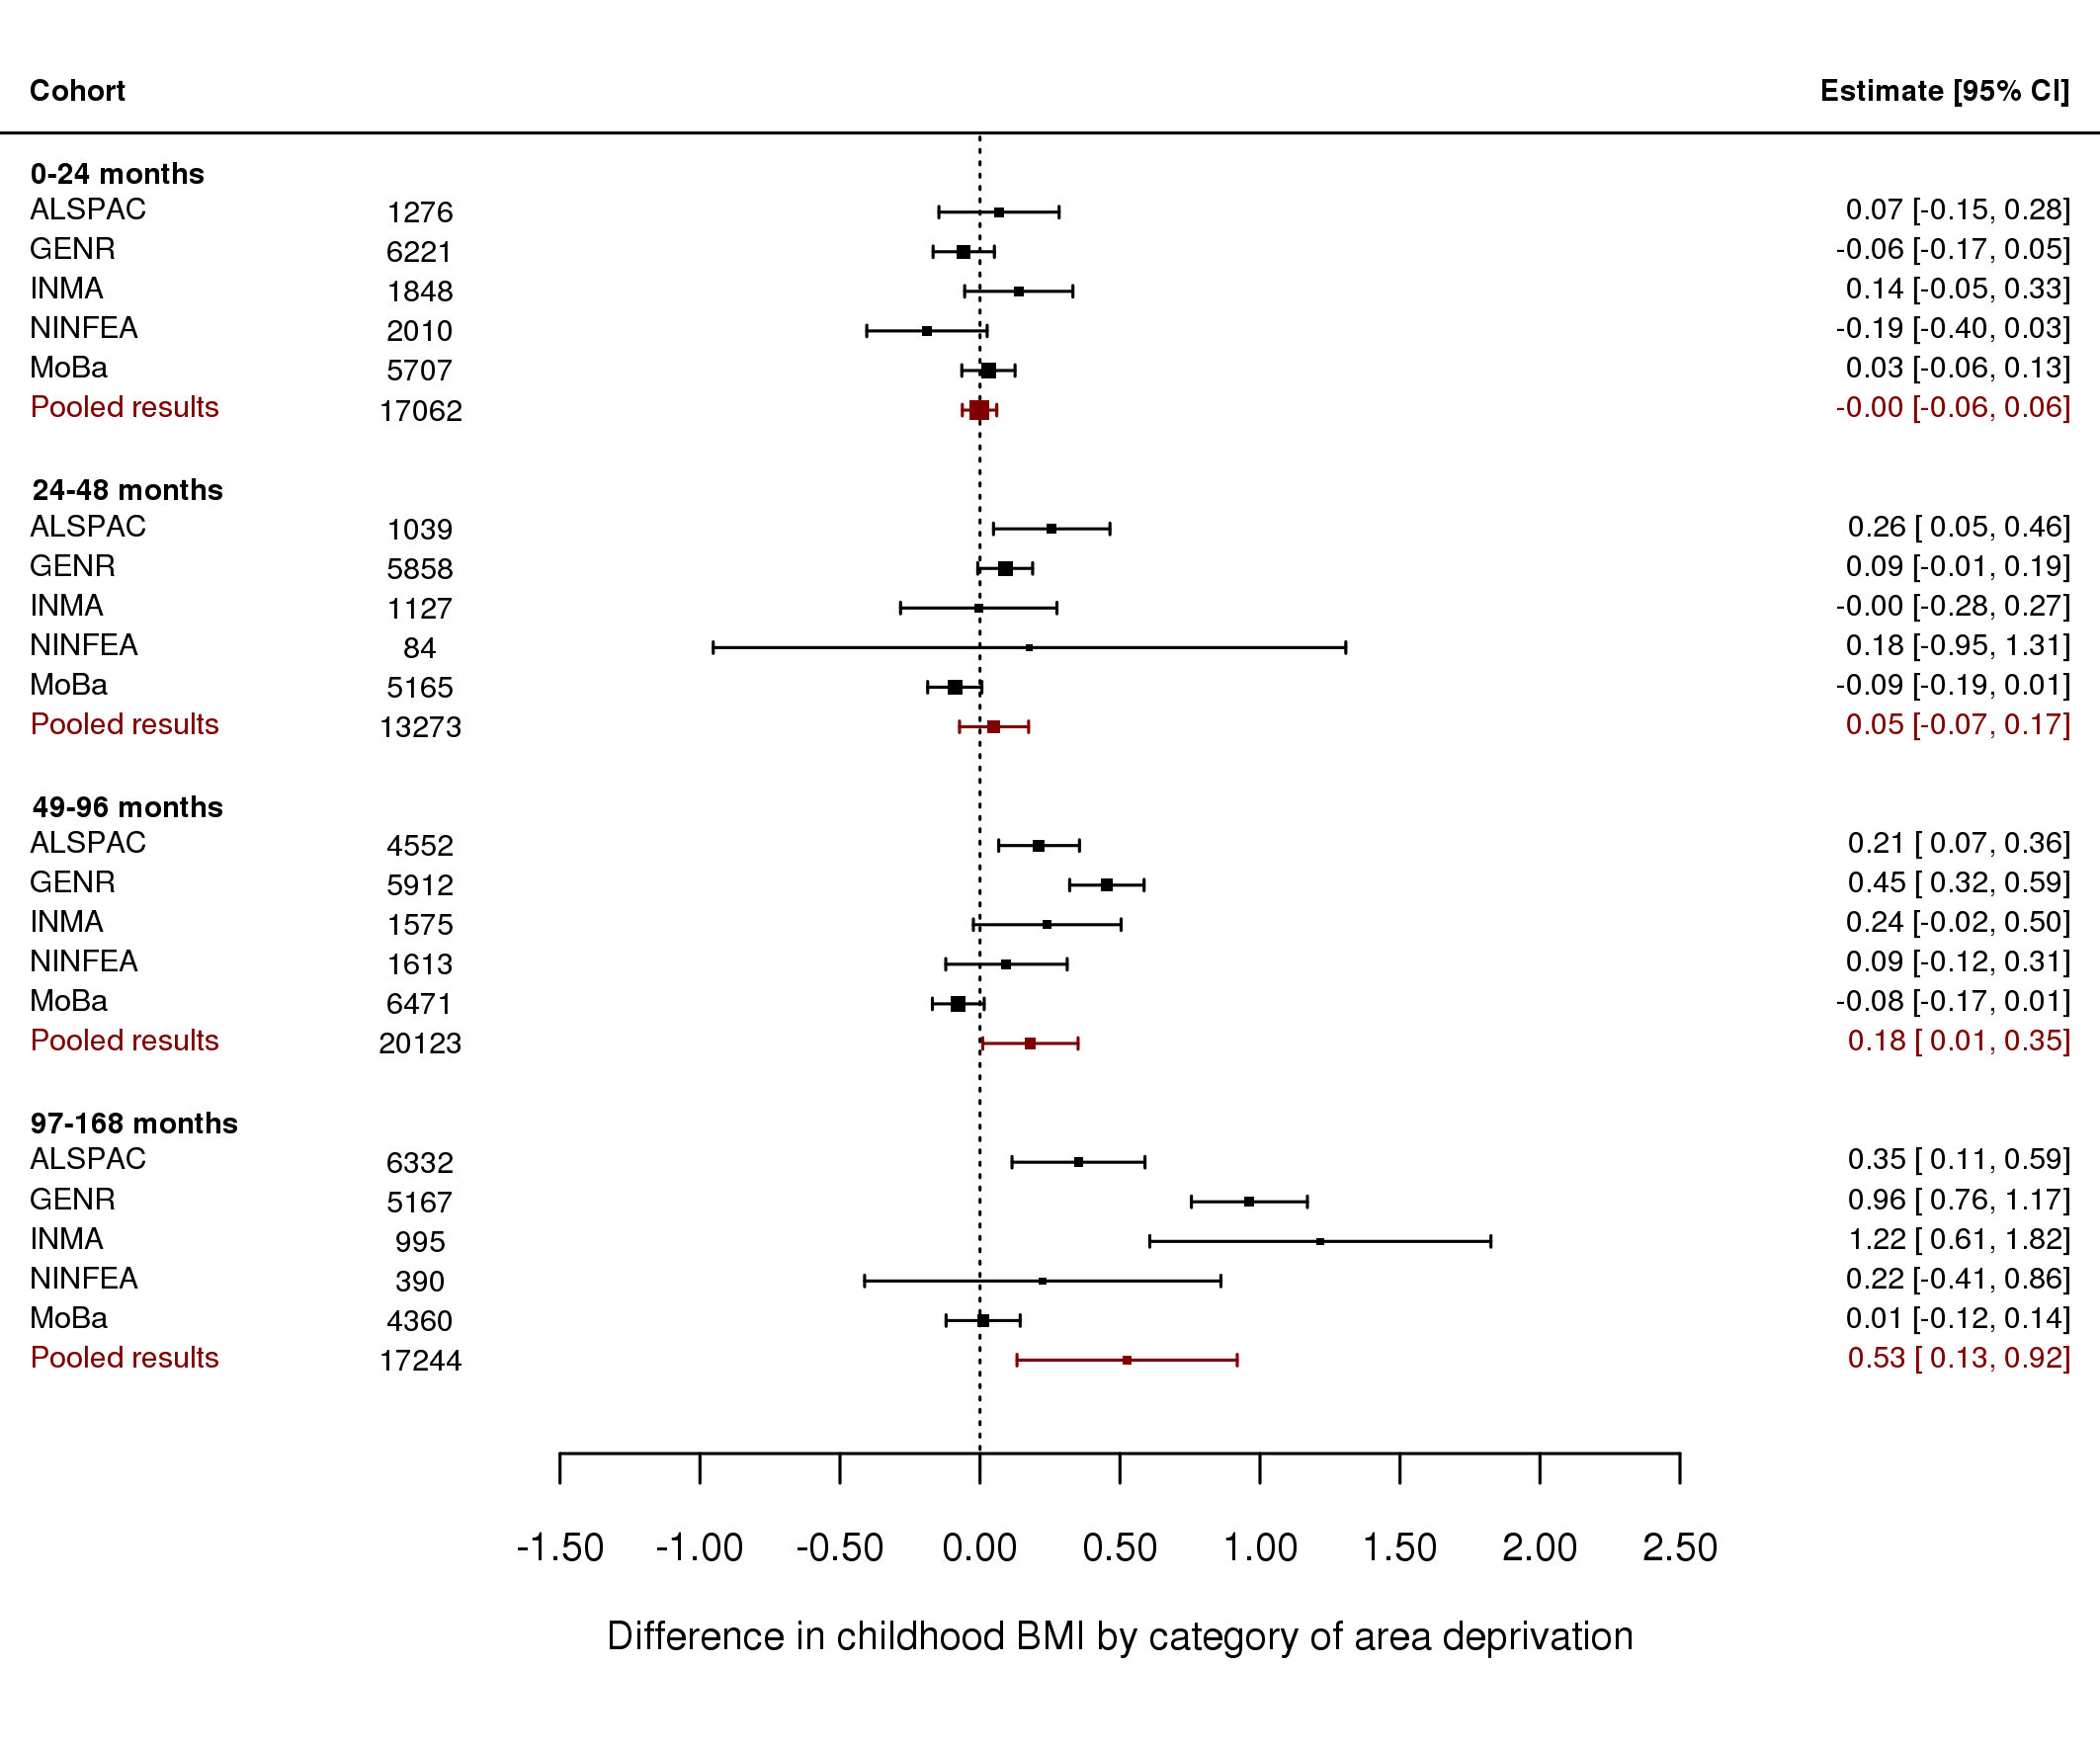 Cohort Estimate [95% CI]
0-24 months
ALSPAC 1276 0.07 [-0.15, 0.28]
GENR 6221 -0.06 [-0.17, 0.05]
INMA 1848 0.14 [-0.05, 0.33]
NINFEA 2010 -0.19 [-0.40, 0.03]
MoBa 5707 0.03 [-0.06, 0.13]
Pooled results 17062 -0.00 [-0.06, 0.06]
24-48 months
ALSPAC 1039 0.26 [ 0.05, 0.46]
GENR 5858 0.09 [-0.01, 0.19]
INMA 1127 -0.00 [-0.28, 0.27]
NINFEA 84 0.18 [-0.95, 1.31]
MoBa 5165 -0.09 [-0.19, 0.01]
Pooled results 13273 0.05 [-0.07, 0.17]
49-96 months
ALSPAC 4552 0.21 [ 0.07, 0.36]
GENR 5912 0.45 [ 0.32, 0.59]
INMA 1575 0.24 [-0.02, 0.50]
NINFEA 1613 0.09 [-0.12, 0.31]
MoBa 6471 -0.08 [-0.17, 0.01]
Pooled results 20123 0.18 [ 0.01, 0.35]
97-168 months
ALSPAC 6332 0.35 [ 0.11, 0.59]
GENR 5167 0.96 [ 0.76, 1.17]
INMA 995 1.22 [ 0.61, 1.82]
NINFEA 390 0.22 [-0.41, 0.86]
MoBa 4360 0.01 [-0.12, 0.14]
Pooled results 17244 0.53 [ 0.13, 0.92]
-1.50 -1.00 -0.50 0.00 0.50 1.00 1.50 2.00 2.50
Difference in childhood BMI by category of area deprivation